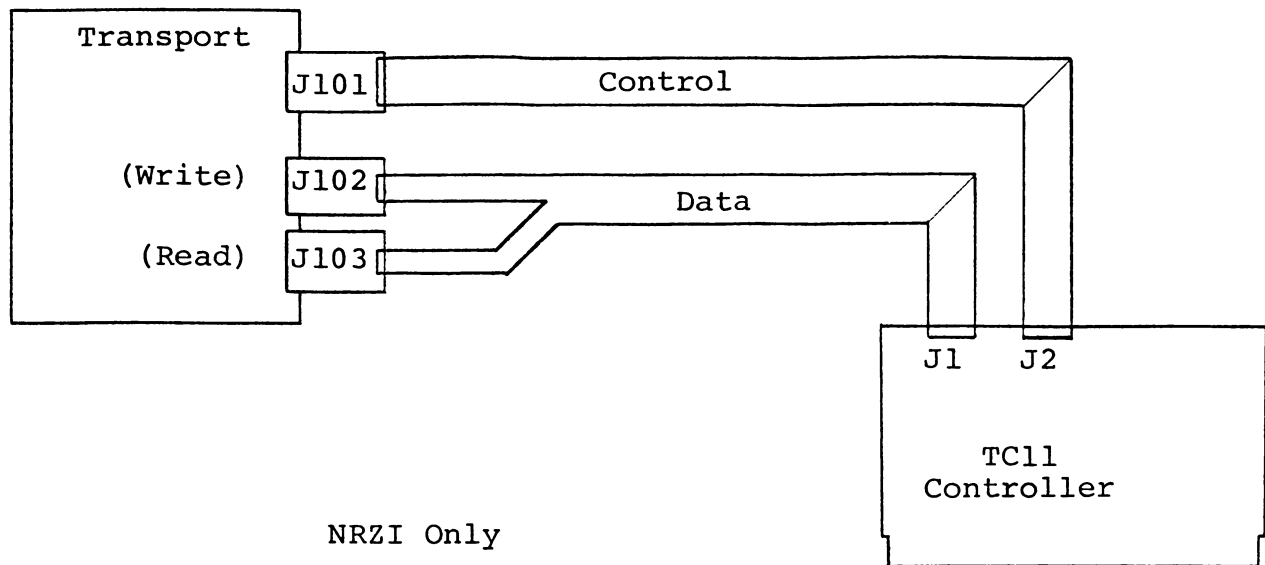 Transport
J101
Control
(Write)
J102
Data
(Read)
J103
J1
J2
TC11
Controller
NRZI Only